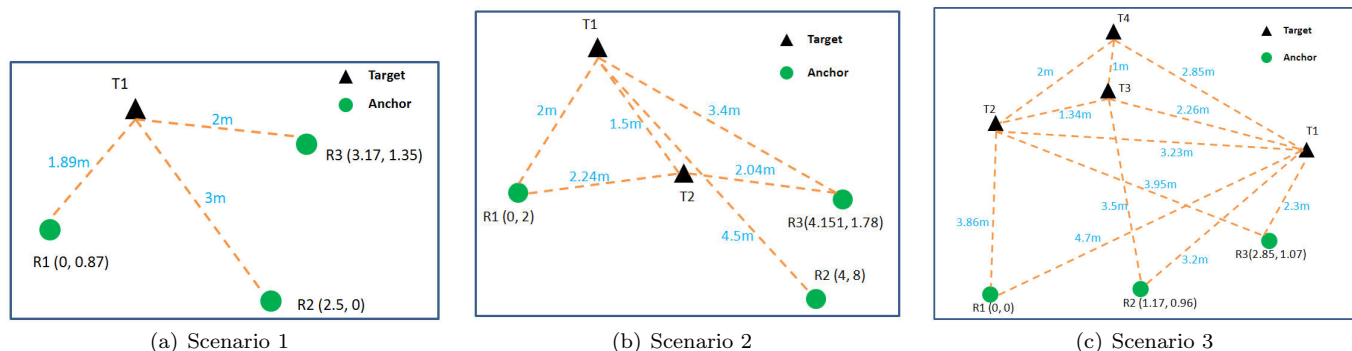 T1
Target
Anchor
2m
1.89m
R3 (3.17, 1.35)
3m
R1 (0, 0.87)
R2 (2.5, 0)
(a) Scenario 1
T1
Target
Anchor
2m
3.4m
1.5m
2.24m
2.04m
T2
R1 (0, 2)
R3(4.151, 1.78)
4.5m
R2 (4, 8)
(b) Scenario 2
T4
Target
Anchor
2m
1m
2.85m
T3
T2
1.34m
2.26m
T1
3.23m
3.95m
3.86m
3.5m
2.3m
4.7m
R3(2.85, 1.07)
3.2m
R1 (0, 0)
R2 (1.17, 0.96)
(c) Scenario 3